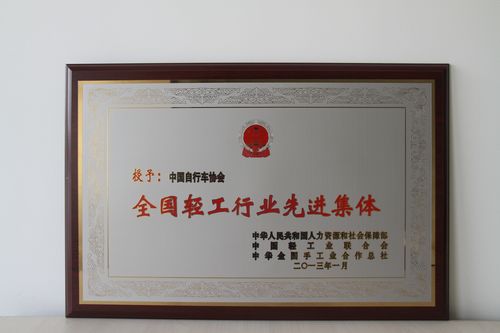 授予：中国自行车协会
全国轻工行业先进集体
中华人民共和国人力资源和社会保障部
中国轻工业联合会
中华全国手工业合作总社
二〇一三年一月